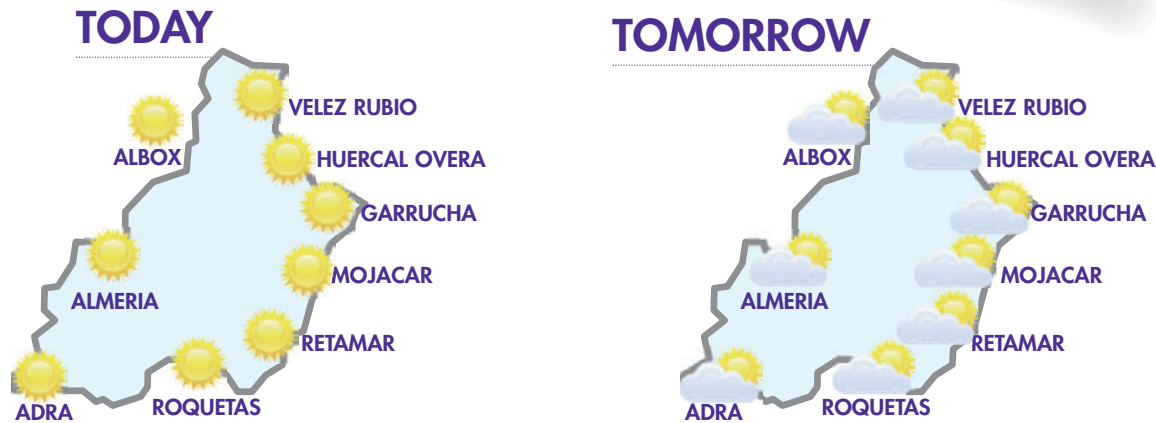 TODAY
VELEZ RUBIO
ALBOX
HUERCAL OVERA
GARRUCHA
MOJACAR
ALMERIA
RETAMAR
ADRA
ROQUETAS
TOMORROW
VELEZ RUBIO
ALBOX
HUERCAL OVERA
GARRUCHA
MOJACAR
ALMERIA
RETAMAR
ADRA
ROQUETAS